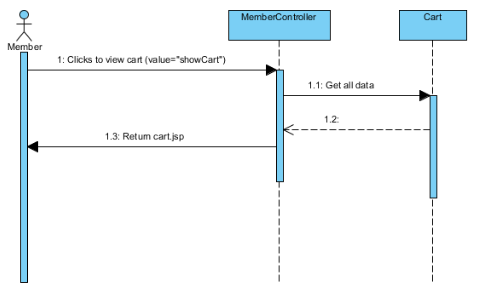 MemberController
Cart
Member
1: Clicks to view cart (value="showCart")
1.1: Get all data
1.2:
1.3: Return cart.jsp